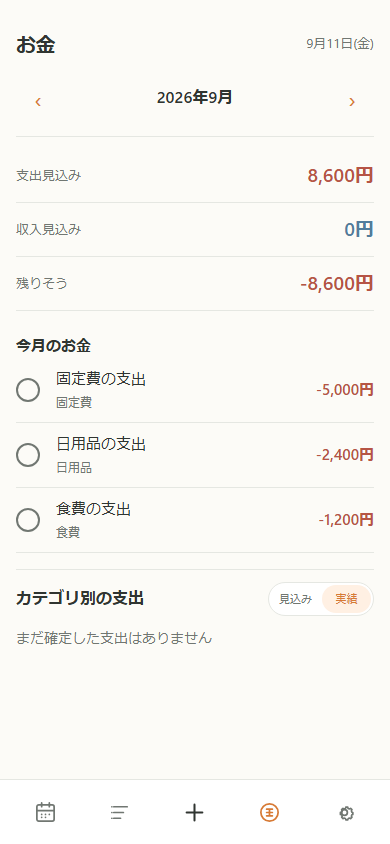 お金
9月11日(金)
‹ 2026年9月 ›
支出見込み 8,600円
収入見込み 0円
残りそう -8,600円
今月のお金
固定費の支出
固定費
-5,000円
日用品の支出
日用品
-2,400円
食費の支出
食費
-1,200円
カテゴリ別の支出
見込み 実績
まだ確定した支出はありません